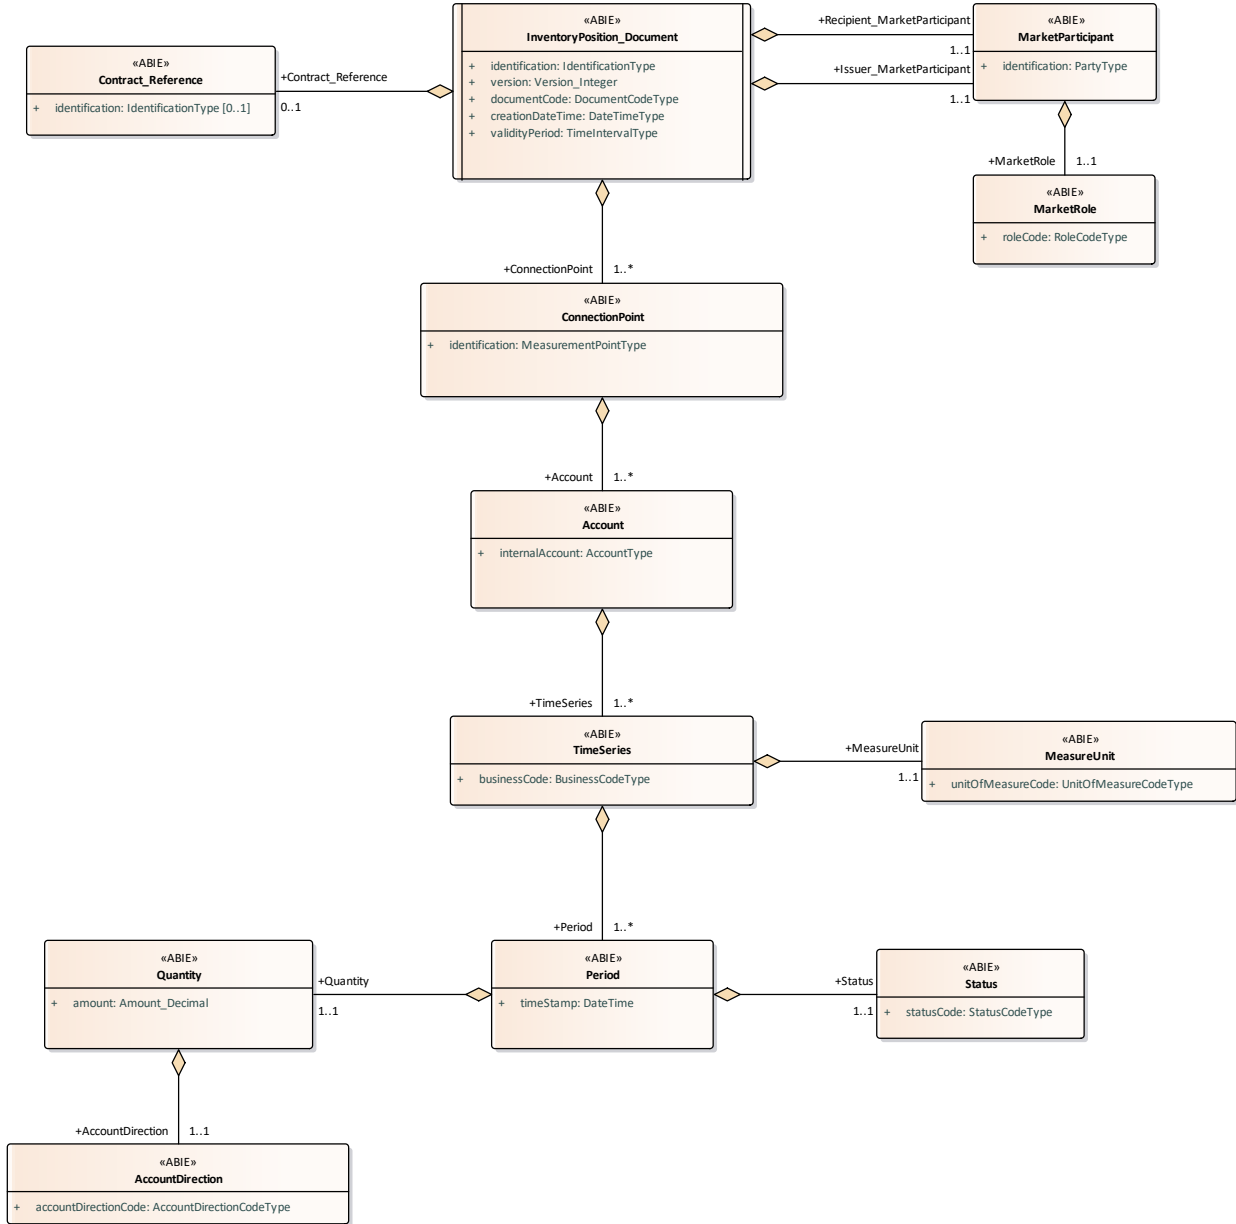 «ABIE»
InventoryPosition_Document
+ identification: IdentificationType
+ version: Version_Integer
+ documentCode: DocumentCodeType
+ creationDateTime: DateTimeType
+ validityPeriod: TimeIntervalType
+Recipient_MarketParticipant
1..1
+Issuer_MarketParticipant
1..1
«ABIE»
MarketParticipant
+ identification: PartyType
«ABIE»
Contract_Reference
+ identification: IdentificationType [0..1]
+Contract_Reference
0..1
+MarketRole 1..1
«ABIE»
MarketRole
+ roleCode: RoleCodeType
+ConnectionPoint 1..*
«ABIE»
ConnectionPoint
+ identification: MeasurementPointType
+Account 1..*
«ABIE»
Account
+ internalAccount: AccountType
+TimeSeries 1..*
«ABIE»
TimeSeries
+ businessCode: BusinessCodeType
+MeasureUnit
1..1
«ABIE»
MeasureUnit
+ unitOfMeasureCode: UnitOfMeasureCodeType
+Period 1..*
«ABIE»
Quantity
+ amount: Amount_Decimal
+Quantity
1..1
«ABIE»
Period
+ timeStamp: DateTime
+Status
1..1
«ABIE»
Status
+ statusCode: StatusCodeType
+AccountDirection 1..1
«ABIE»
AccountDirection
+ accountDirectionCode: AccountDirectionCodeType